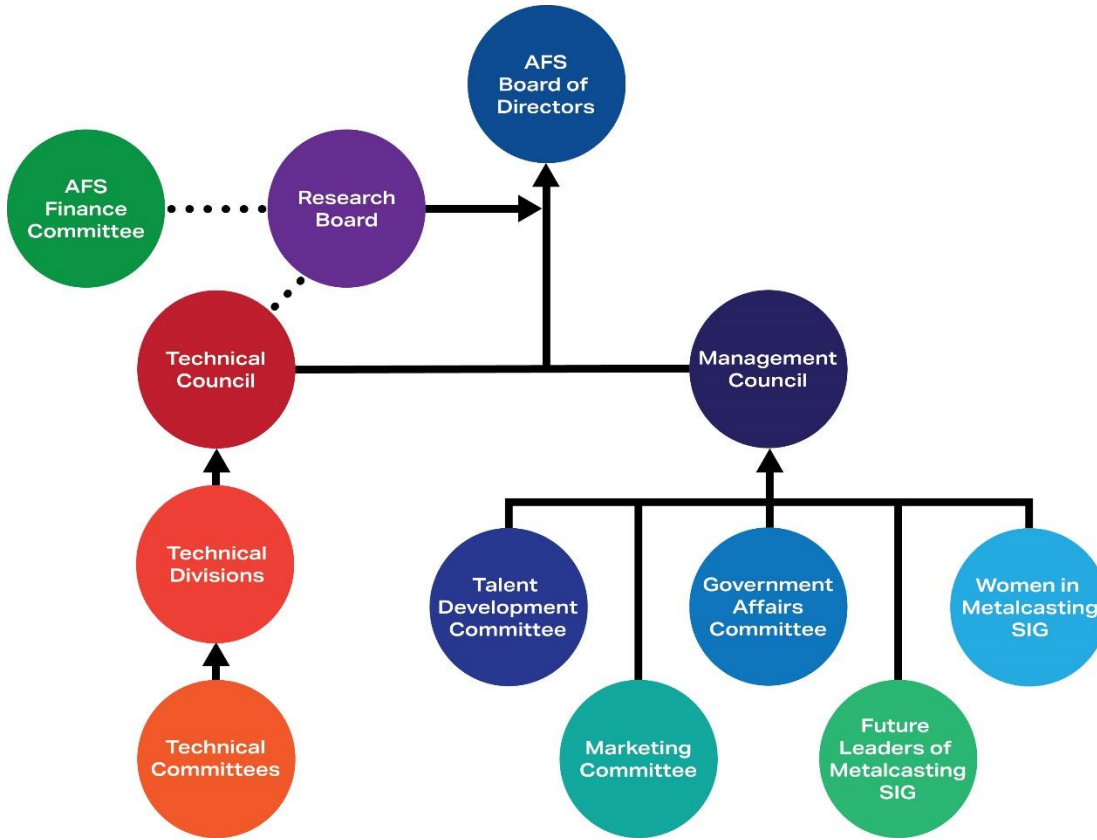 AFS
Board of
Directors
AFS
Finance
Committee
Research
Board
Technical
Council
Management
Council
Technical
Divisions
Talent
Development
Committee
Government
Affairs
Committee
Women in
Metalcasting
SIG
Technical
Committees
Marketing
Committee
Future
Leaders of
Metalcasting
SIG